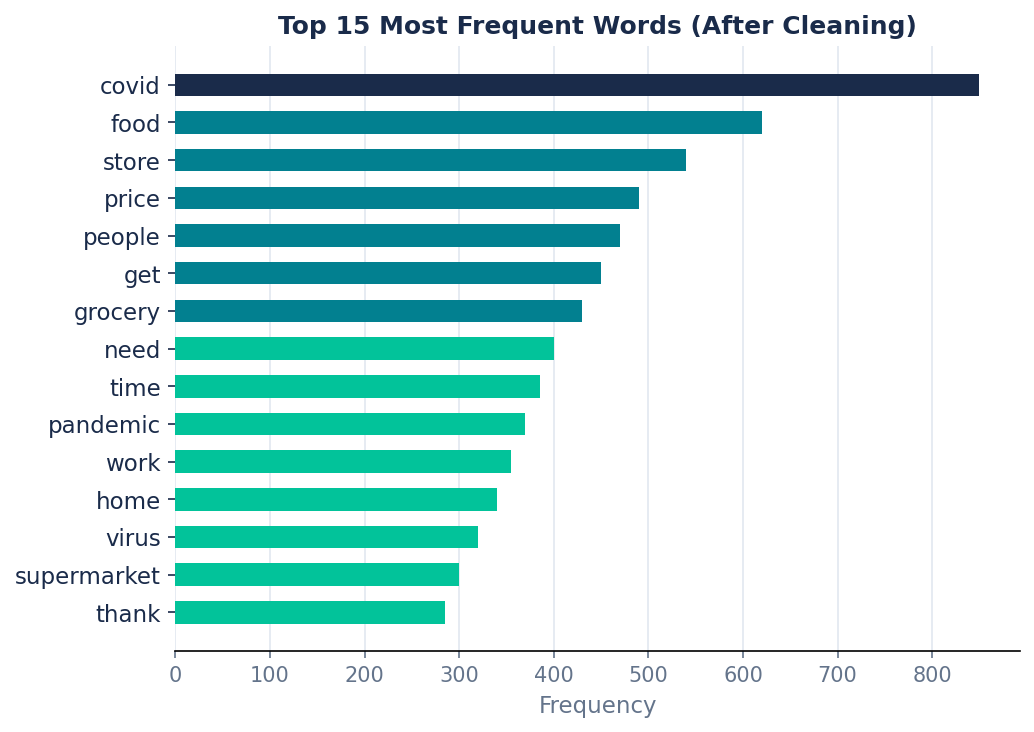 Top 15 Most Frequent Words (After Cleaning)
covid
food
store
price
people
get
grocery
need
time
pandemic
work
home
virus
supermarket
thank
0 100 200 300 400 500 600 700 800
Frequency